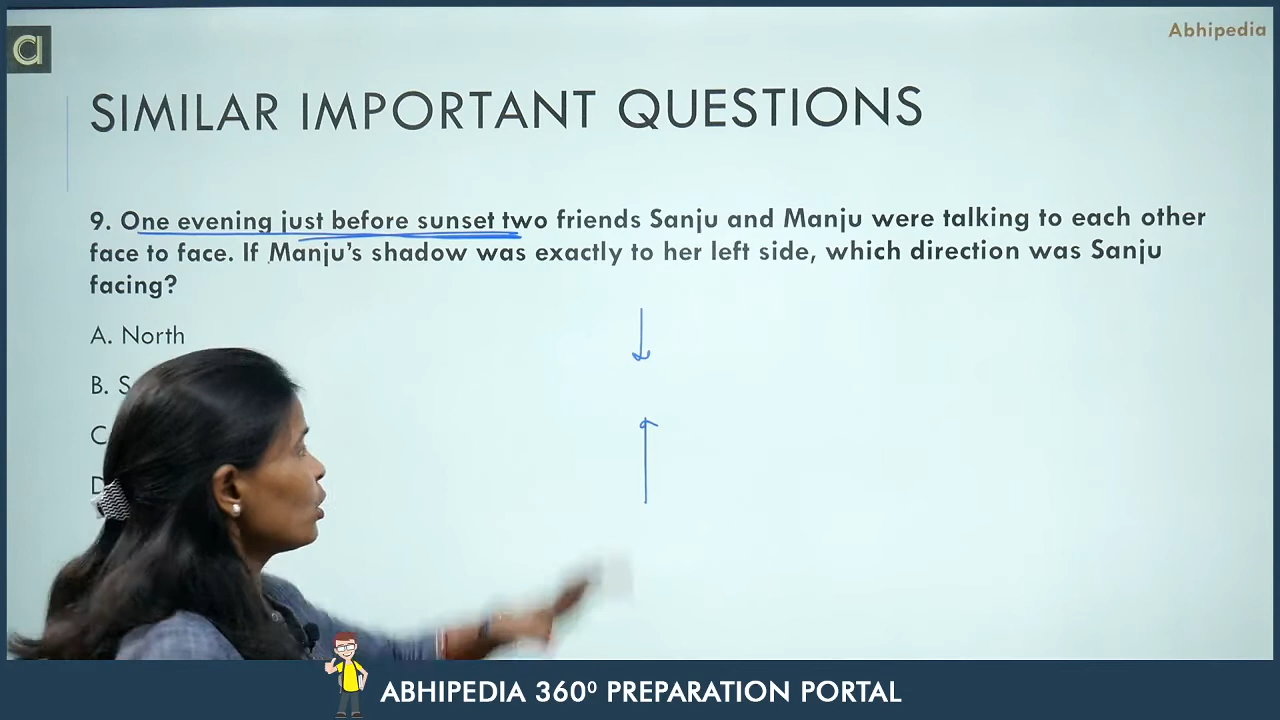 Abhipedia
a
SIMILAR IMPORTANT QUESTIONS
9. One evening just before sunset two friends Sanju and Manju were talking to each other
face to face. If Manju's shadow was exactly to her left side, which direction was Sanju
facing?
A. North
B. S
C
D
ABHIPEDIA 360⁰ PREPARATION PORTAL